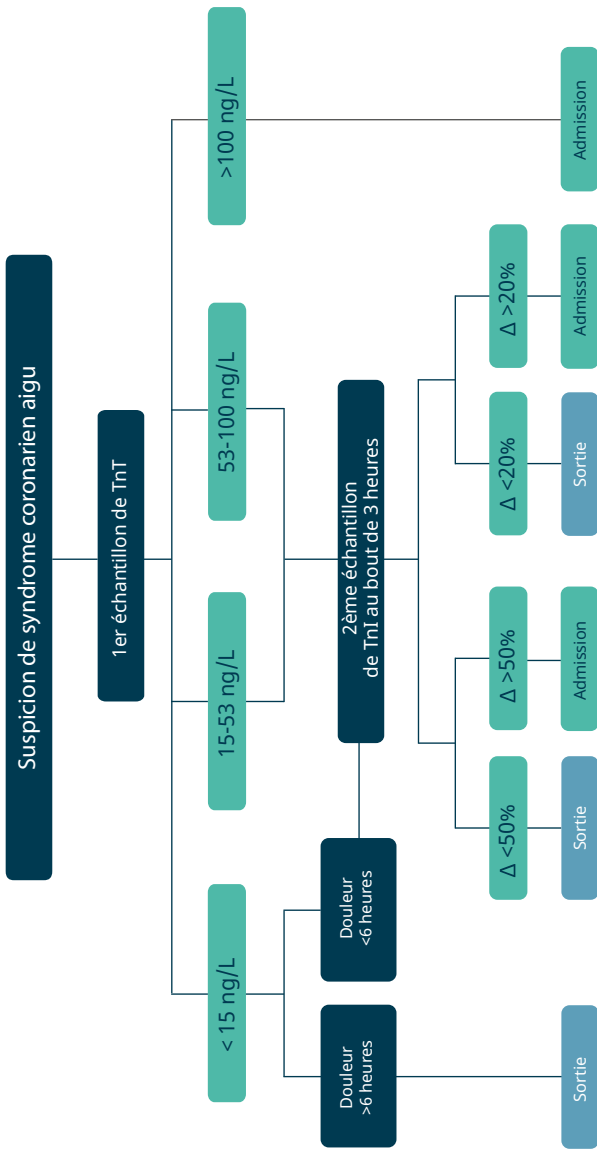 Suspicion de syndrome coronarien aigu
1er échantillon de TnT
< 15 ng/L
15-53 ng/L
53-100 ng/L
>100 ng/L
Douleur
>6 heures
Douleur
<6 heures
2ème échantillon
de TnI au bout de 3 heures
Δ <50%
Δ >50%
Δ <20%
Δ >20%
Sortie
Sortie
Admission
Sortie
Admission
Admission